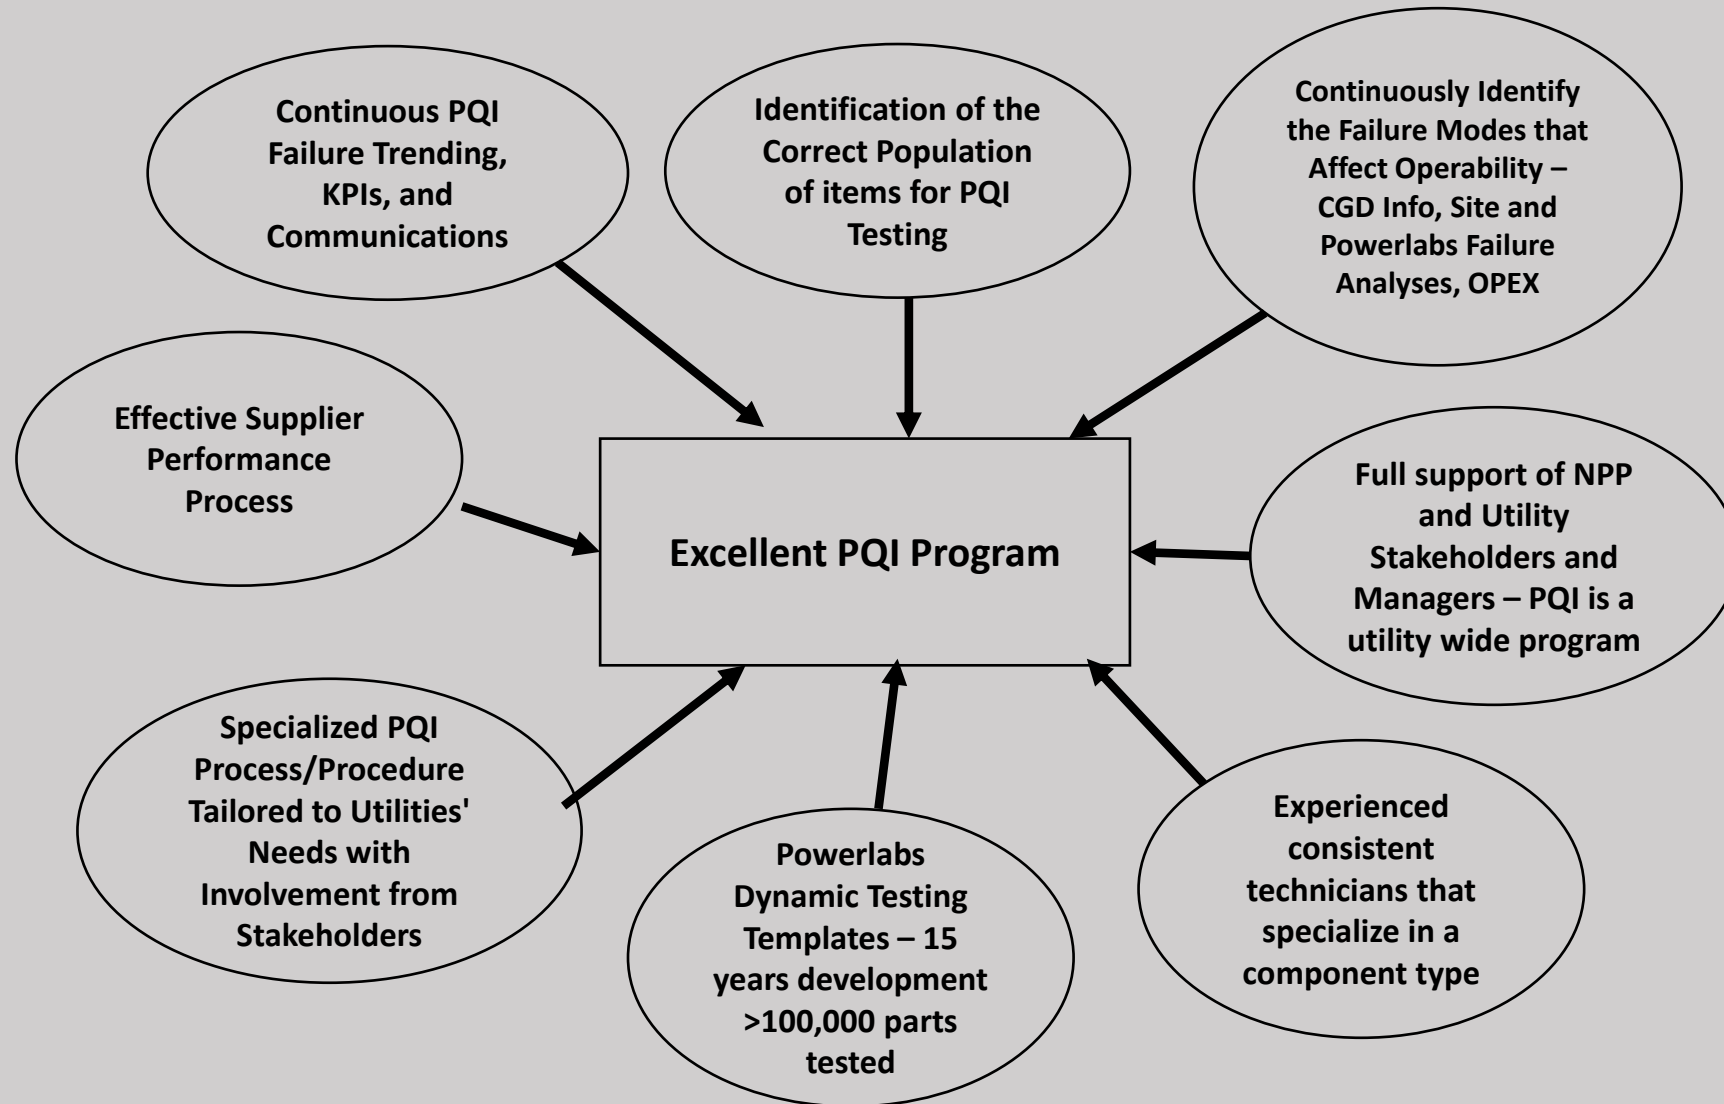 Continuous PQI
Failure Trending,
KPIs, and
Communications
Identification of the
Correct Population
of items for PQI
Testing
Continuously Identify
the Failure Modes that
Affect Operability –
CGD Info, Site and
Powerlabs Failure
Analyses, OPEX
Effective Supplier
Performance
Process
Excellent PQI Program
Full support of NPP
and Utility
Stakeholders and
Managers – PQI is a
utility wide program
Specialized PQI
Process/Procedure
Tailored to Utilities'
Needs with
Involvement from
Stakeholders
Powerlabs
Dynamic Testing
Templates – 15
years development
>100,000 parts
tested
Experienced
consistent
technicians that
specialize in a
component type